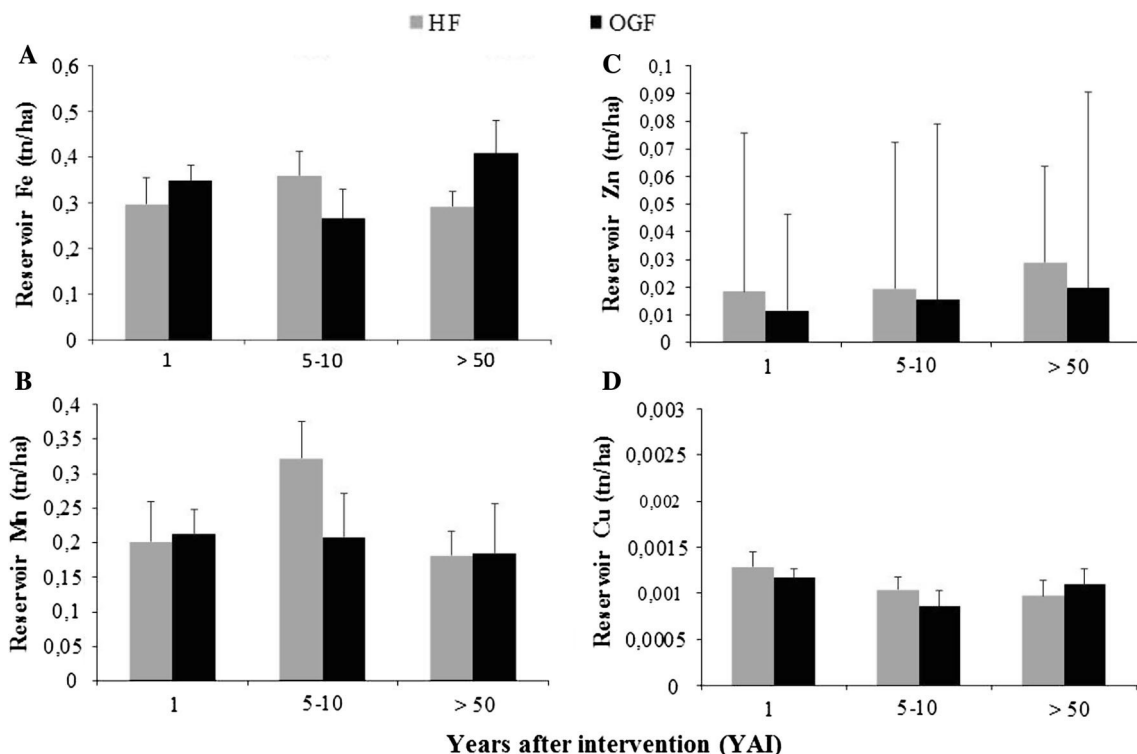 HF OGF
A
Reservoir Fe (tn/ha)
0,6
0,5
0,4
0,3
0,2
0,1
0
1 5-10 > 50
B
Reservoir Mn (tn/ha)
0,4
0,35
0,3
0,25
0,2
0,15
0,1
0,05
0
1 5-10 > 50
C
Reservoir Zn (tn/ha)
0,1
0,09
0,08
0,07
0,06
0,05
0,04
0,03
0,02
0,01
0
1 5-10 > 50
D
Reservoir Cu (tn/ha)
0,003
0,0025
0,002
0,0015
0,001
0,0005
0
1 5-10 > 50
Years after intervention (YAI)